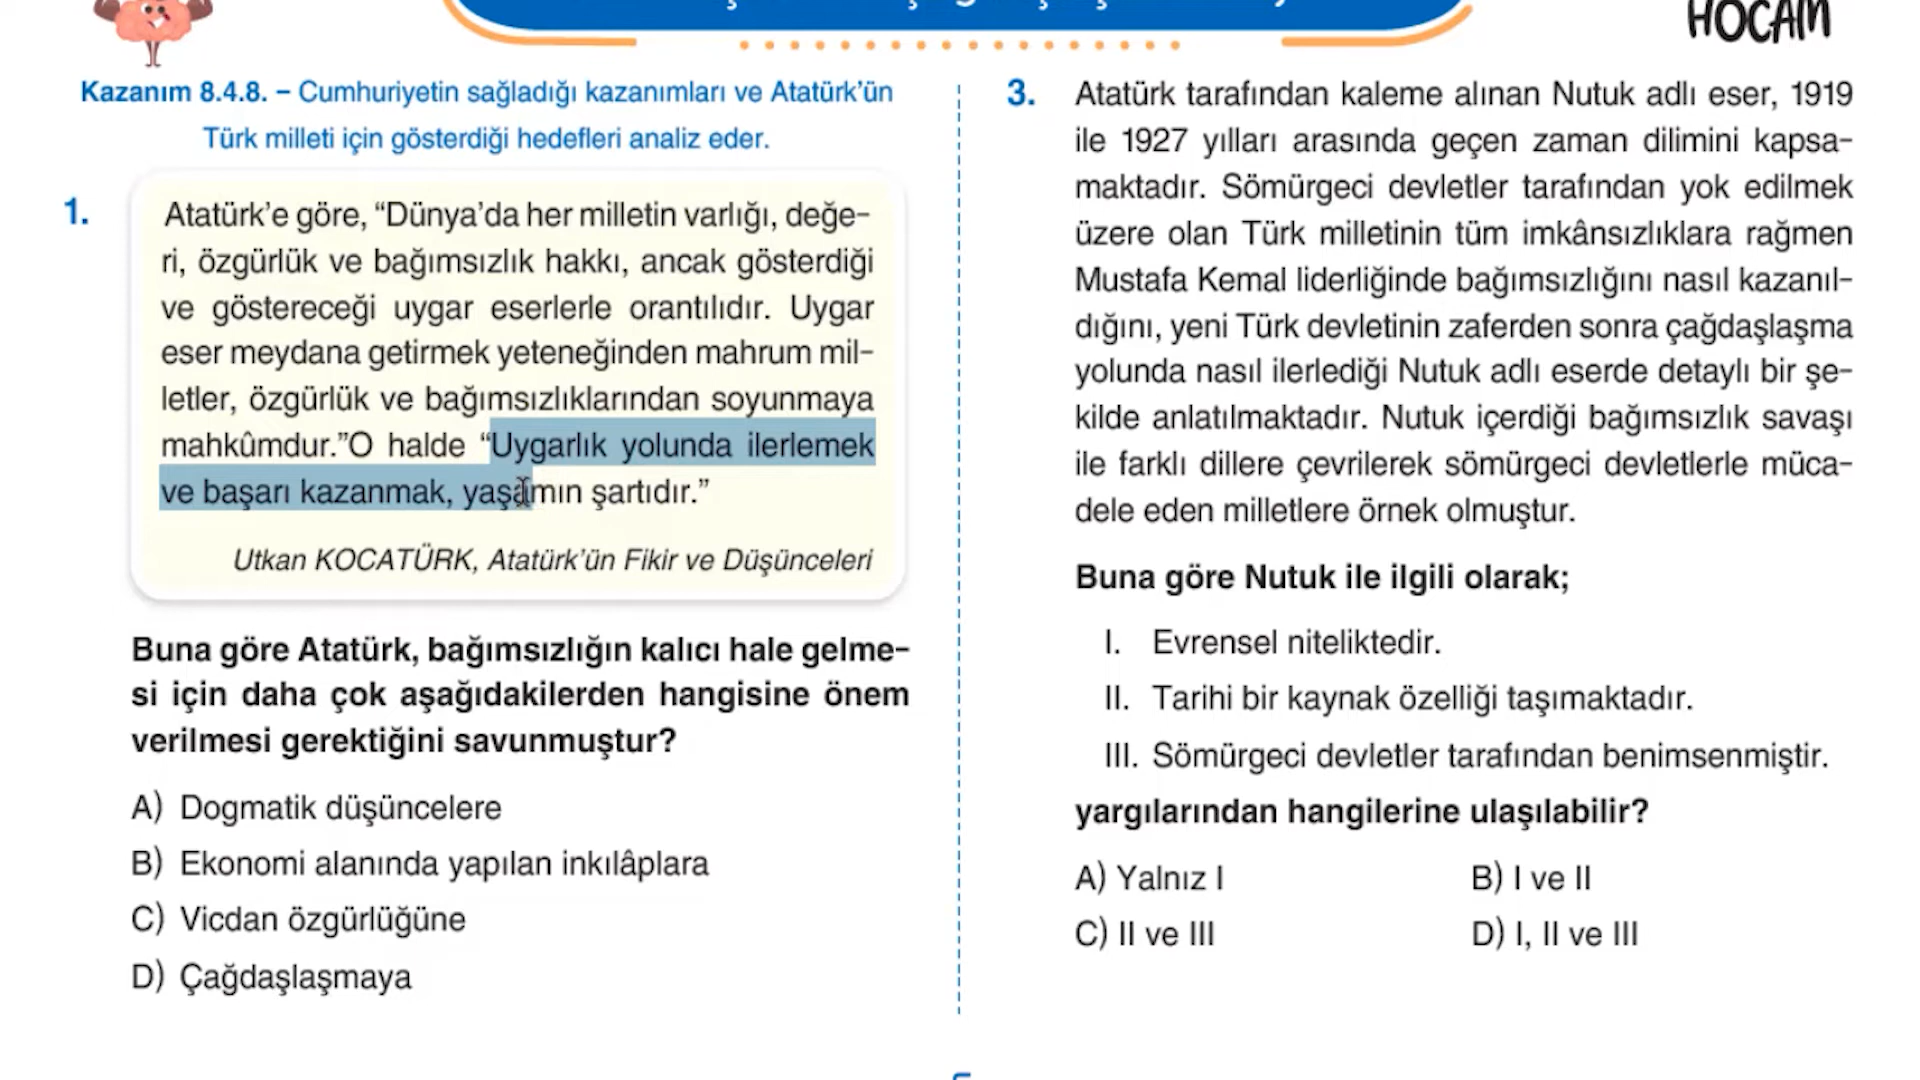 HOCAM
Kazanım 8.4.8. – Cumhuriyetin sağladığı kazanımları ve Atatürk'ün
Türk milleti için gösterdiği hedefleri analiz eder.
1.
Atatürk'e göre, “Dünya'da her milletin varlığı, değe-
ri, özgürlük ve bağımsızlık hakkı, ancak gösterdiği
ve göstereceği uygar eserlerle orantılıdır. Uygar
eser meydana getirmek yeteneğinden mahrum mil-
letler, özgürlük ve bağımsızlıklarından soyunmaya
mahkûmdur.”O halde “Uygarlık yolunda ilerlemek
ve başarı kazanmak, yaşamın şartıdır.”
Utkan KOCATÜRK, Atatürk'ün Fikir ve Düşünceleri
Buna göre Atatürk, bağımsızlığın kalıcı hale gelme-
si için daha çok aşağıdakilerden hangisine önem
verilmesi gerektiğini savunmuştur?
A) Dogmatik düşüncelere
B) Ekonomi alanında yapılan inkılâplara
C) Vicdan özgürlüğüne
D) Çağdaşlaşmaya
3. Atatürk tarafından kaleme alınan Nutuk adlı eser, 1919
ile 1927 yılları arasında geçen zaman dilimini kapsa-
maktadır. Sömürgeci devletler tarafından yok edilmek
üzere olan Türk milletinin tüm imkânsızlıklara rağmen
Mustafa Kemal liderliğinde bağımsızlığını nasıl kazanıl-
dığını, yeni Türk devletinin zaferden sonra çağdaşlaşma
yolunda nasıl ilerlediği Nutuk adlı eserde detaylı bir şe-
kilde anlatılmaktadır. Nutuk içerdiği bağımsızlık savaşı
ile farklı dillere çevrilerek sömürgeci devletlerle müca-
dele eden milletlere örnek olmuştur.
Buna göre Nutuk ile ilgili olarak;
I. Evrensel niteliktedir.
II. Tarihi bir kaynak özelliği taşımaktadır.
III. Sömürgeci devletler tarafından benimsenmiştir.
yargılarından hangilerine ulaşılabilir?
A) Yalnız I B) I ve II
C) II ve III D) I, II ve III